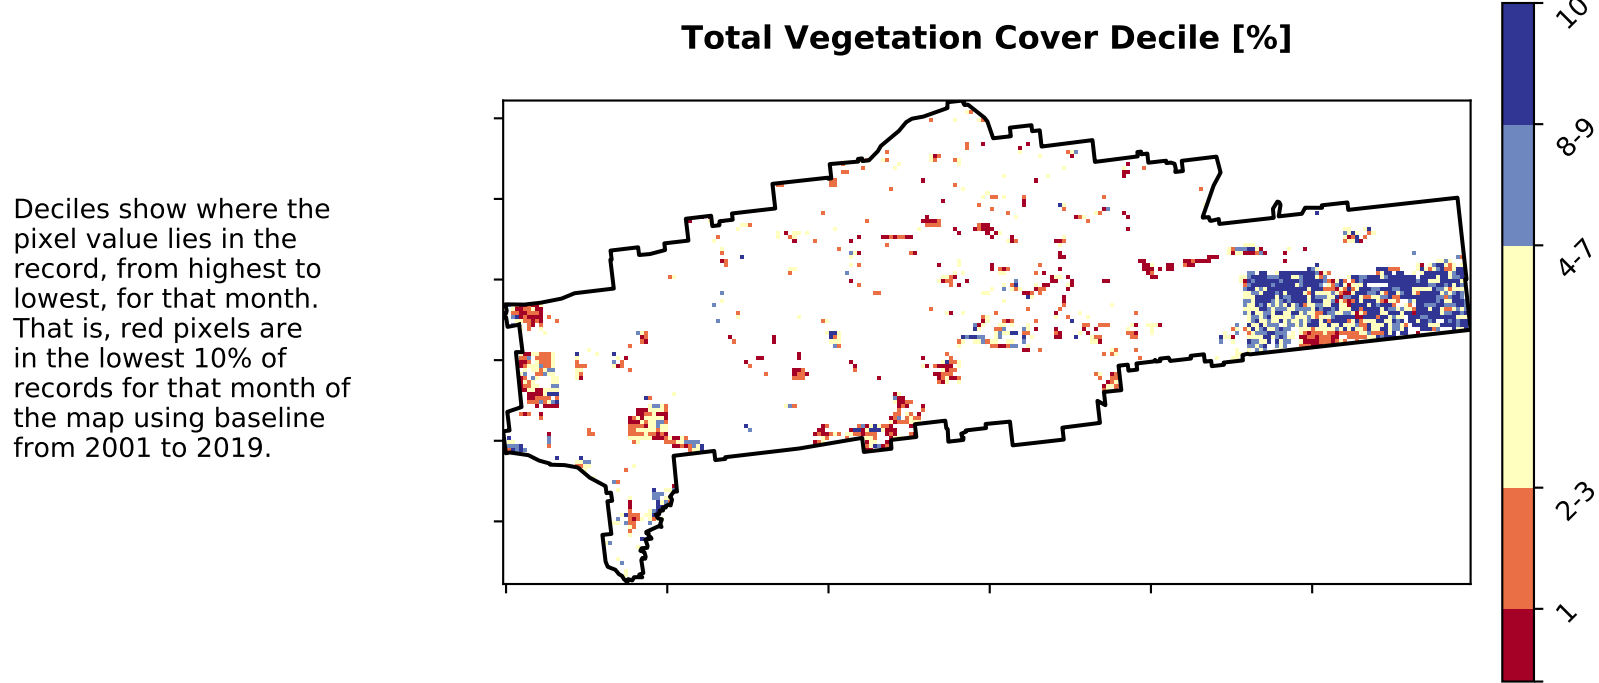 Total Vegetation Cover Decile [%]
Deciles show where the
pixel value lies in the
record, from highest to
lowest, for that month.
That is, red pixels are
in the lowest 10% of
records for that month of
the map using baseline
from 2001 to 2019.
10
8-9
4-7
2-3
1